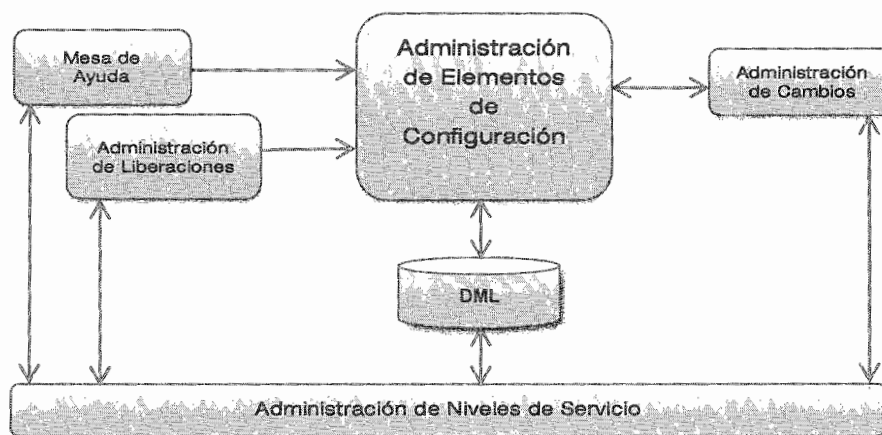 Mesa de
Ayuda
Administración
de Liberaciones
Administración
de Elementos
de
Configuración
Administración
de Cambios
DML
Administración de Niveles de Servicio